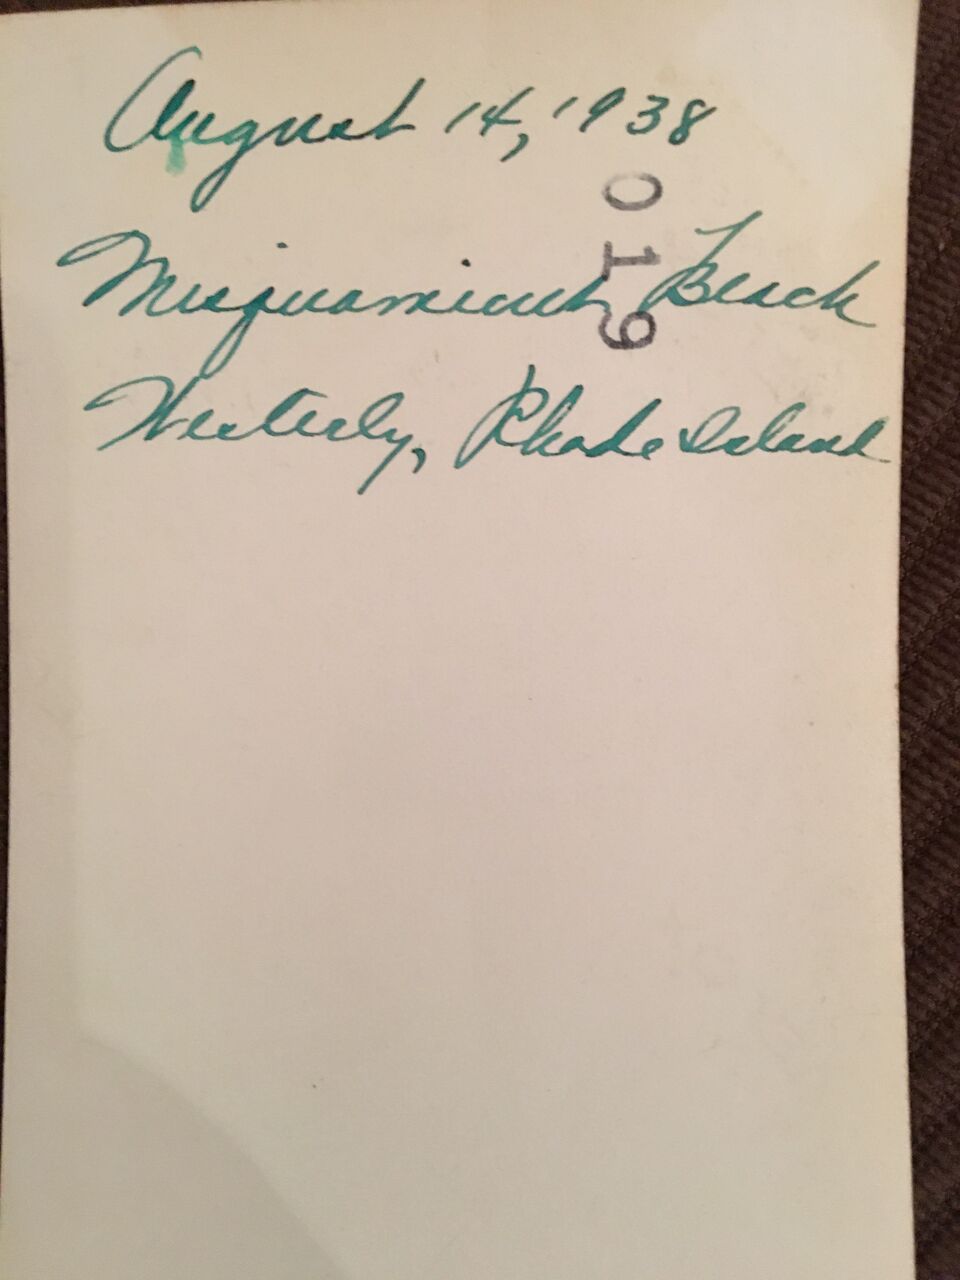 August 14, 1938
019
Misquamicut Beach
Westerly, Rhode Island